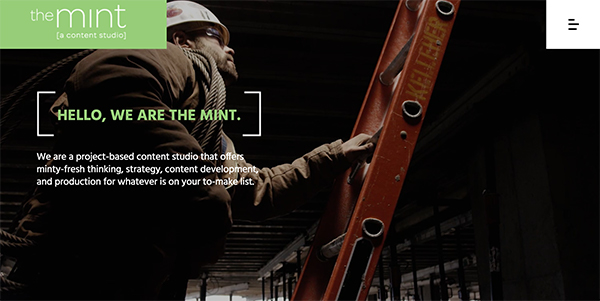 the mint
[a content studio]
KELLEHER
HELLO, WE ARE THE MINT.
We are a project-based content studio that offers
minty-fresh thinking, strategy, content development,
and production for whatever is on your to-make list.